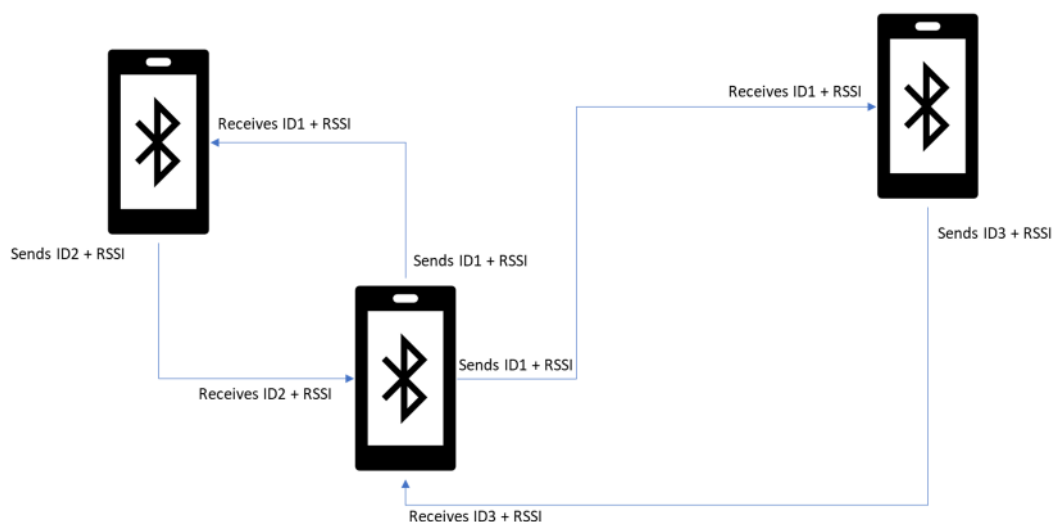 Receives ID1 + RSSI
Receives ID1 + RSSI
Sends ID3 + RSSI
Sends ID2 + RSSI
Sends ID1 + RSSI
Sends ID1 + RSSI
Receives ID2 + RSSI
Receives ID3 + RSSI